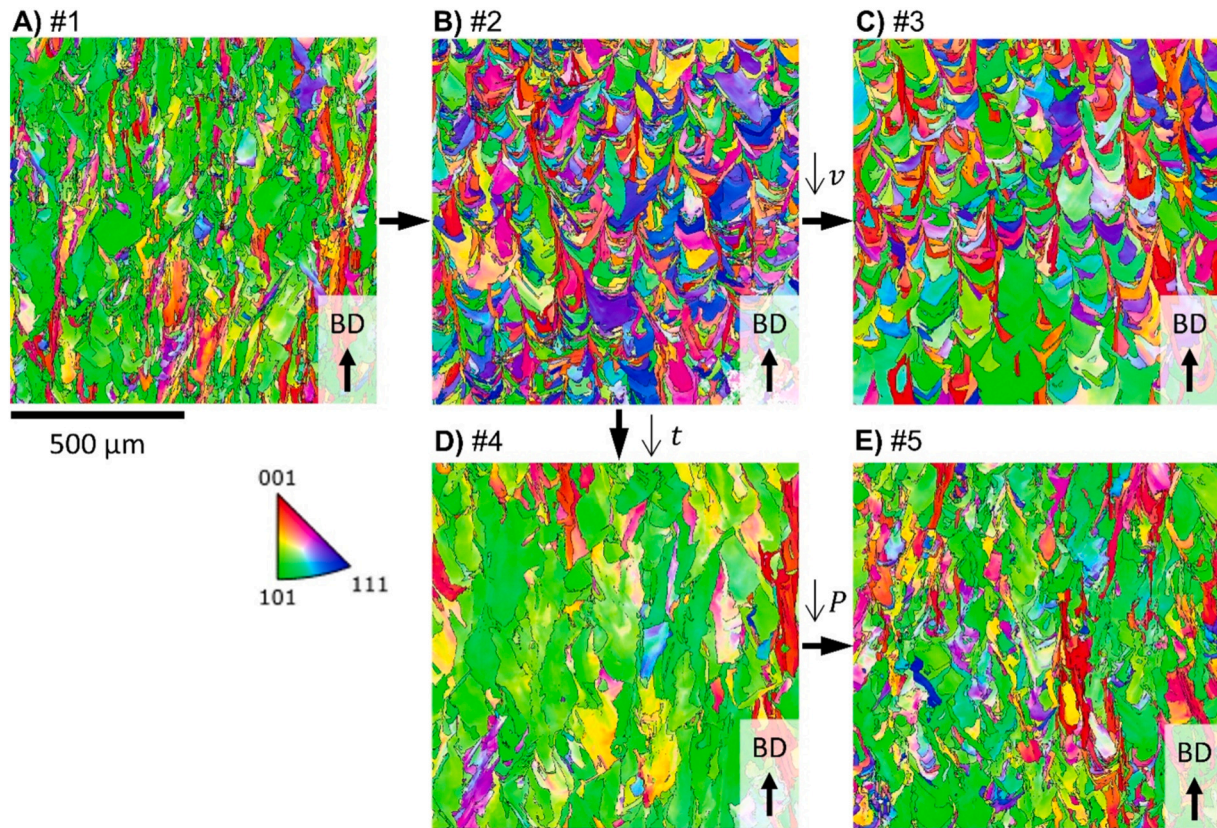 A) #1
B) #2
C) #3
↓ v
BD
BD
BD
500 μm
↓ t
D) #4
E) #5
001
101
111
↓ P
BD
BD